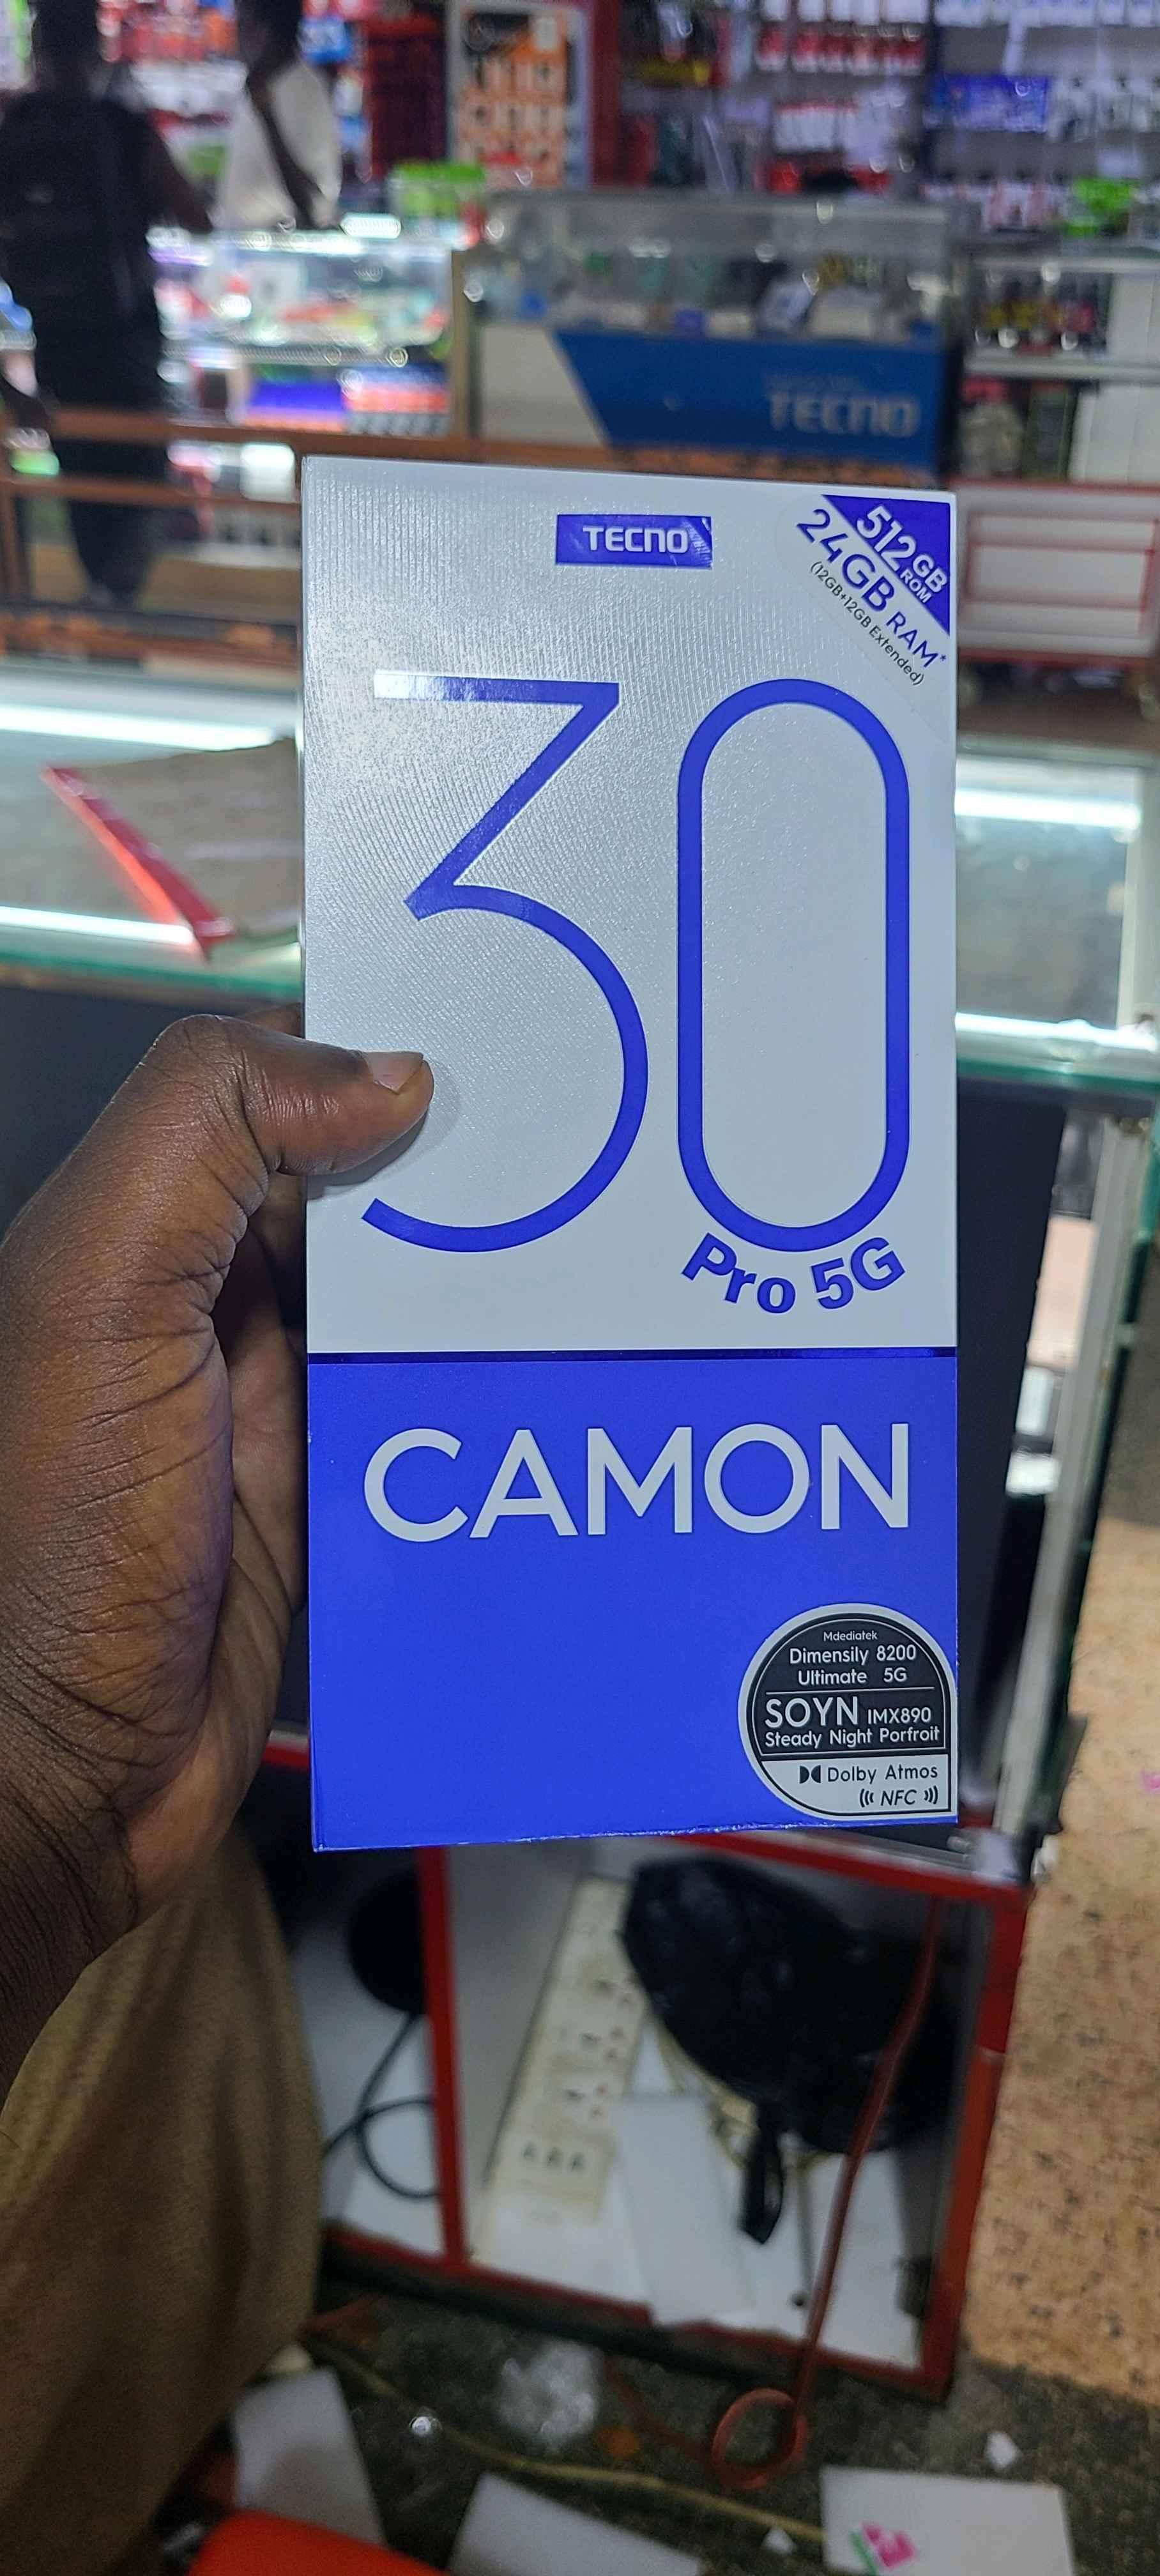 TECNO
TECNO
512GB
ROM
24GB RAM*
(12GB+12GB Extended)
30
Pro 5G
CAMON
Mdediatek
Dimensily 8200
Ultimate 5G
SOYN IMX890
Steady Night Porfroit
Dolby Atmos
NFC